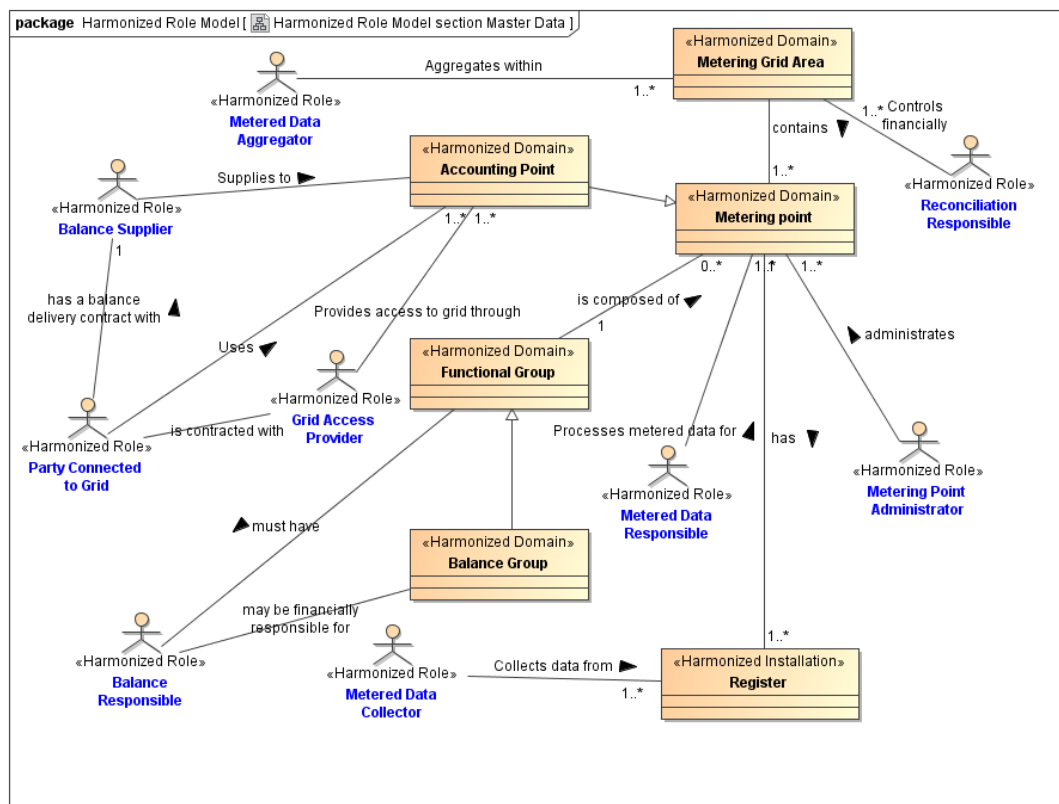 package Harmonized Role Model [ Harmonized Role Model section Master Data ]
«Harmonized Domain»
Metering Grid Area
Aggregates within
1..*
«Harmonized Role»
Metered Data
Aggregator
1..* Controls
financially
contains
1..*
«Harmonized Domain»
Accounting Point
Supplies to
«Harmonized Role»
Balance Supplier
1
1..*
1..*
«Harmonized Domain»
Metering point
«Harmonized Role»
Reconciliation
Responsible
0..*
1..*
1..*
has a balance
delivery contract with
is composed of
1
Provides access to grid through
Uses
administrates
«Harmonized Domain»
Functional Group
«Harmonized Role»
Grid Access
Provider
is contracted with
«Harmonized Role»
Party Connected
to Grid
Processes metered data for
has
«Harmonized Role»
Metering Point
Administrator
«Harmonized Role»
Metered Data
Responsible
must have
«Harmonized Domain»
Balance Group
may be financially
responsible for
«Harmonized Role»
Balance
Responsible
«Harmonized Role»
Metered Data
Collector
Collects data from
1..*
1..*
«Harmonized Installation»
Register